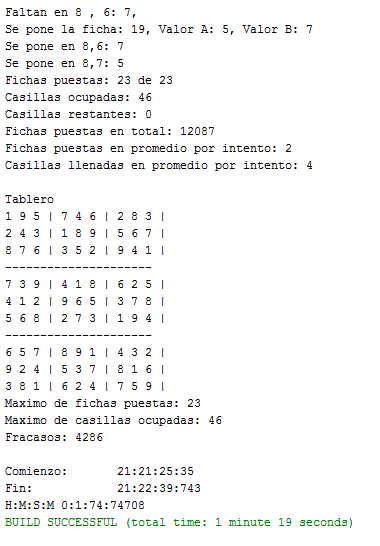 Faltan en 8 , 6: 7,
Se pone la ficha: 19, Valor A: 5, Valor B: 7
Se pone en 8,6: 7
Se pone en 8,7: 5
Fichas puestas: 23 de 23
Casillas ocupadas: 46
Casillas restantes: 0
Fichas puestas en total: 12087
Fichas puestas en promedio por intento: 2
Casillas llenadas en promedio por intento: 4
Tablero
1 9 5 | 7 4 6 | 2 8 3 |
2 4 3 | 1 8 9 | 5 6 7 |
8 7 6 | 3 5 2 | 9 4 1 |
---------------------
7 3 9 | 4 1 8 | 6 2 5 |
4 1 2 | 9 6 5 | 3 7 8 |
5 6 8 | 2 7 3 | 1 9 4 |
---------------------
6 5 7 | 8 9 1 | 4 3 2 |
9 2 4 | 5 3 7 | 8 1 6 |
3 8 1 | 6 2 4 | 7 5 9 |
Maximo de fichas puestas: 23
Maximo de casillas ocupadas: 46
Fracasos: 4286
Comienzo: 21:21:25:35
Fin: 21:22:39:743
H:M:S:M 0:1:74:74708
BUILD SUCCESSFUL (total time: 1 minute 19 seconds)